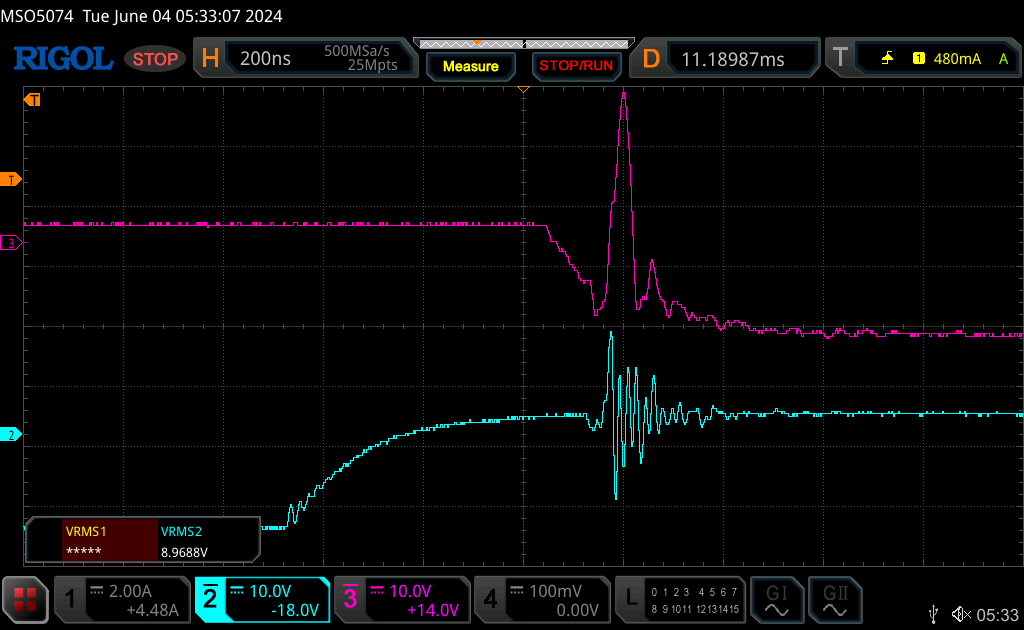 MSO5074 Tue June 04 05:33:07 2024
RIGOL STOP H 200ns 500MSa/s 25Mpts Measure STOP/RUN D 11.18987ms T 1 480mA A
T
T
3
2
VRMS1 VRMS2
***** 8.9688V
1 2.00A +4.48A
2 10.0V -18.0V
3 10.0V +14.0V
4 100mV 0.00V
L 0 1 2 3 4 5 6 7
8 9 10 11 12 13 14 15
GI GII
05:33